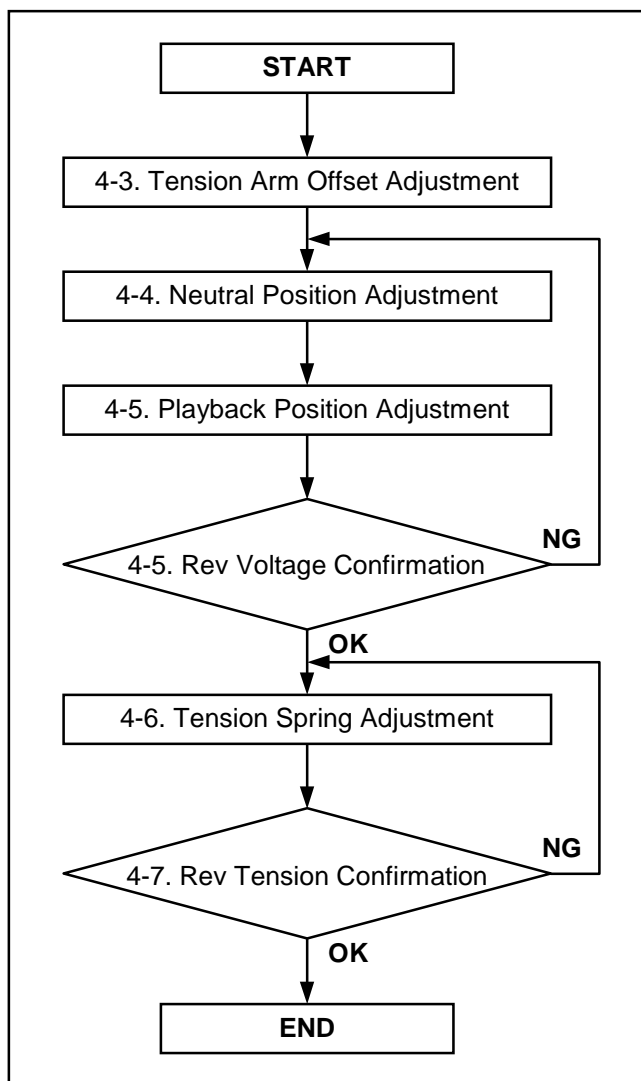 START
4-3. Tension Arm Offset Adjustment
4-4. Neutral Position Adjustment
4-5. Playback Position Adjustment
NG
4-5. Rev Voltage Confirmation
OK
4-6. Tension Spring Adjustment
NG
4-7. Rev Tension Confirmation
OK
END